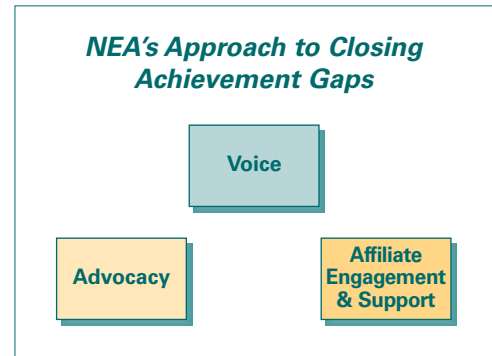 NEA's Approach to Closing
Achievement Gaps
Voice
Advocacy
Affiliate
Engagement
& Support